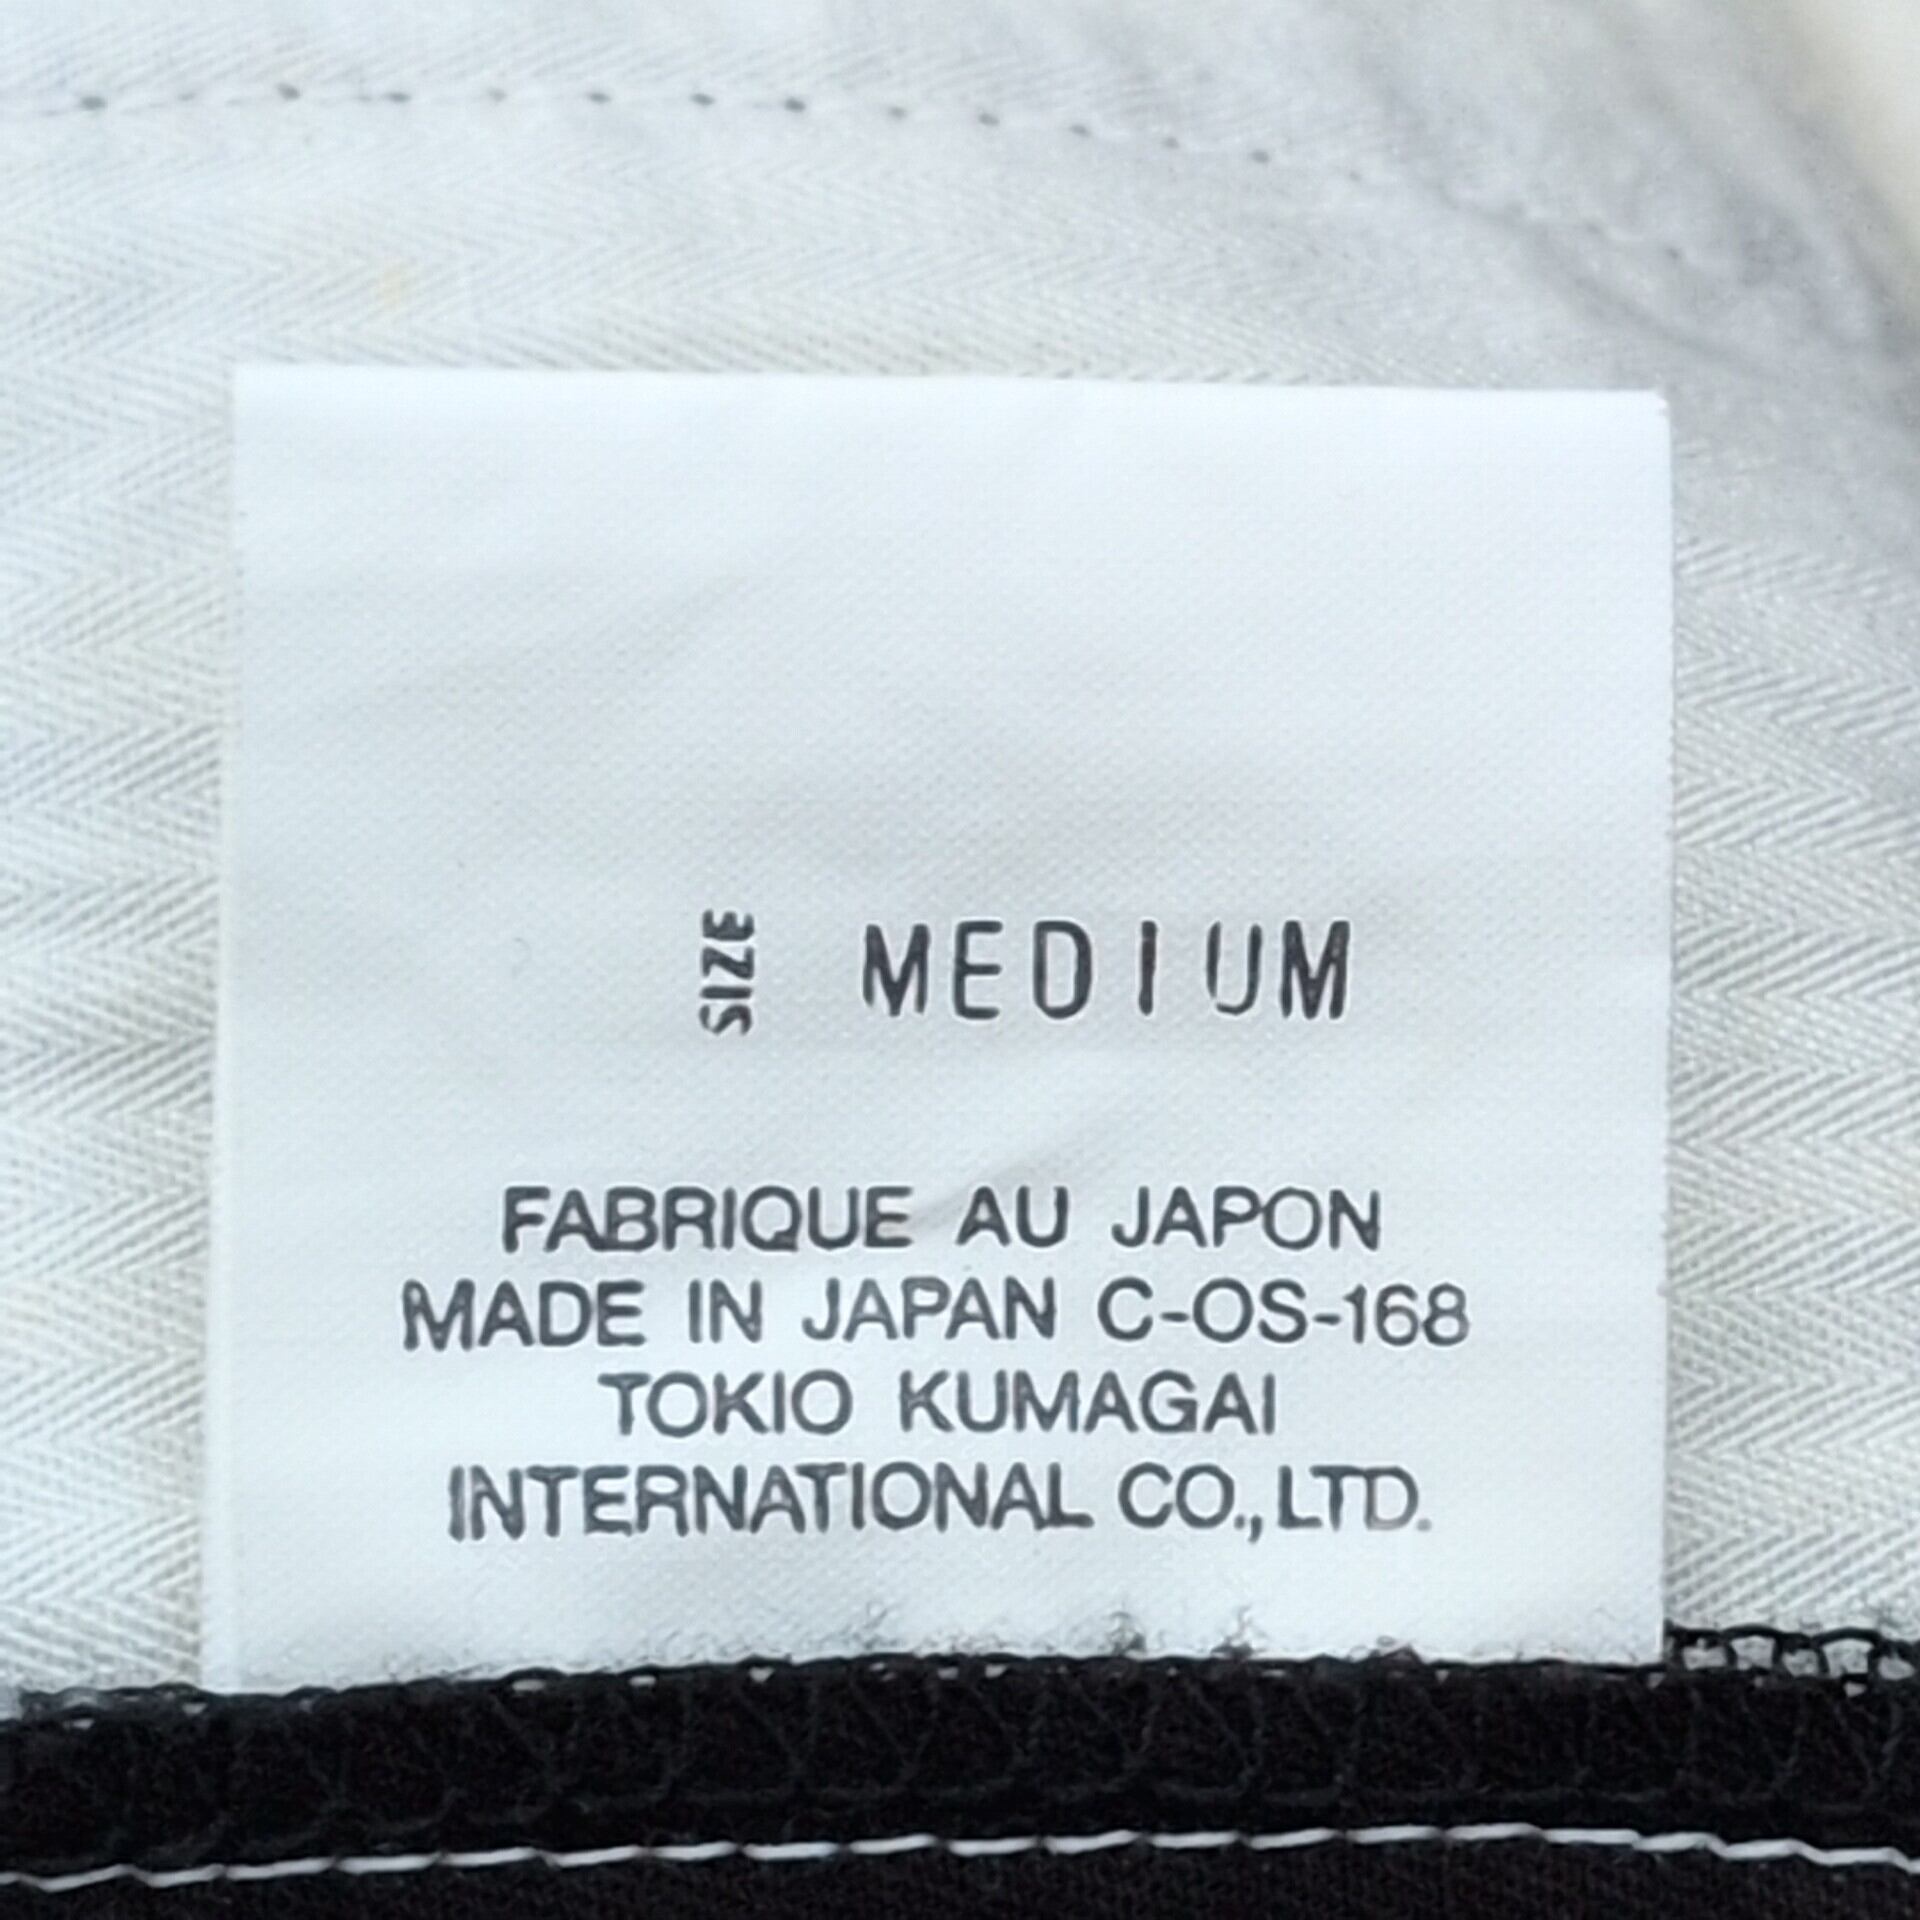 SIZE MEDIUM
FABRIQUE AU JAPON
MADE IN JAPAN C-OS-168
TOKIO KUMAGAI
INTERNATIONAL CO., LTD.